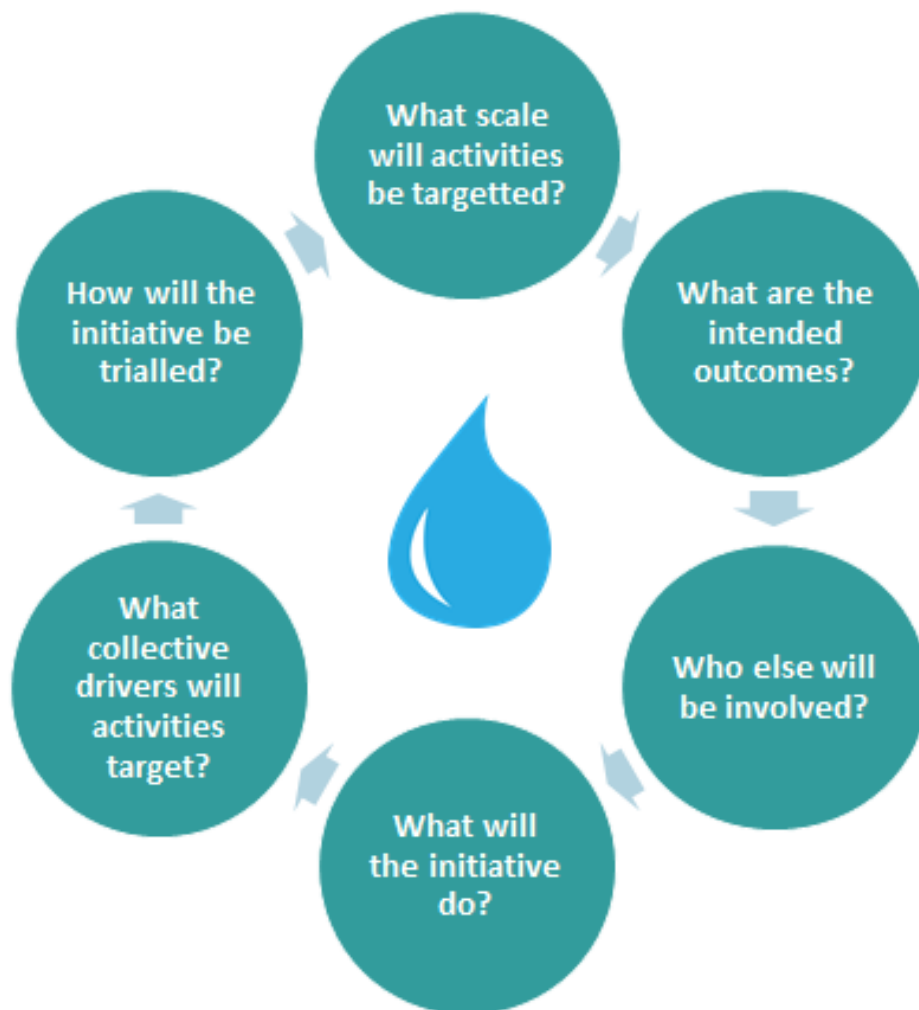 What scale
will activities
be targetted?
What are the
intended
outcomes?
Who else will
be involved?
What will
the initiative
do?
What
collective
drivers will
activities
target?
How will the
initiative be
trialled?